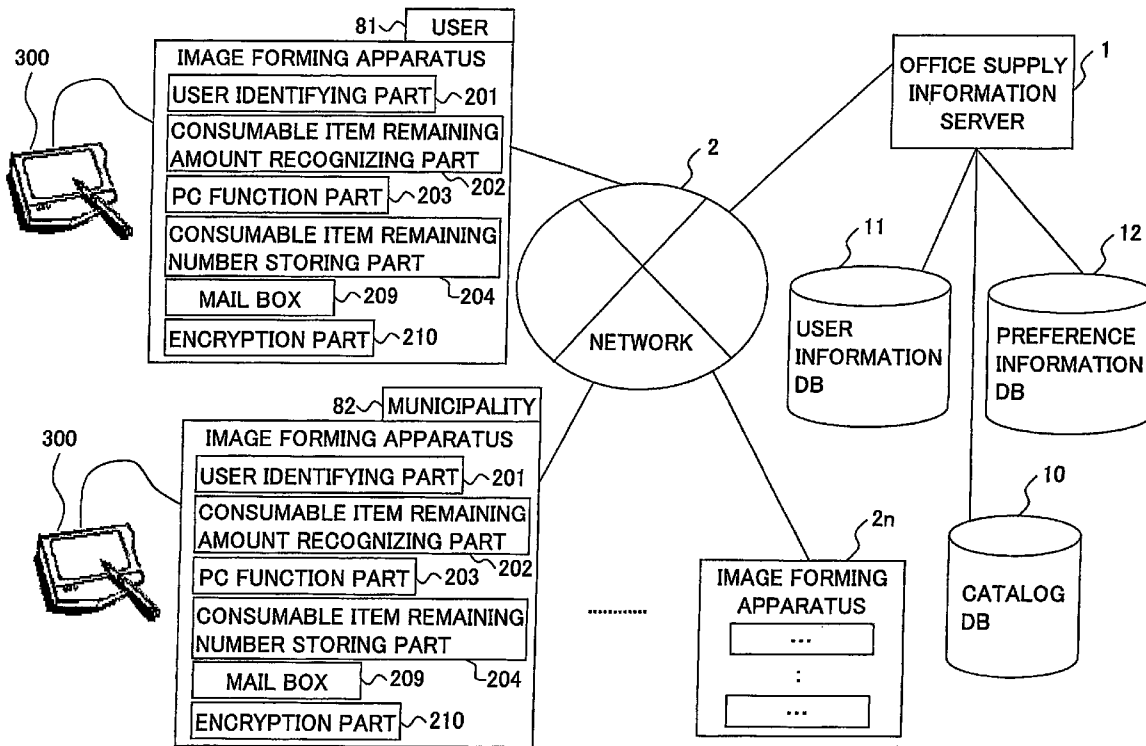 81
USER
300
IMAGE FORMING APPARATUS
USER IDENTIFYING PART
201
CONSUMABLE ITEM REMAINING
AMOUNT RECOGNIZING PART
202
PC FUNCTION PART
203
CONSUMABLE ITEM REMAINING
NUMBER STORING PART
204
MAIL BOX
209
ENCRYPTION PART
210
82
MUNICIPALITY
300
IMAGE FORMING APPARATUS
USER IDENTIFYING PART
201
CONSUMABLE ITEM REMAINING
AMOUNT RECOGNIZING PART
202
PC FUNCTION PART
203
CONSUMABLE ITEM REMAINING
NUMBER STORING PART
204
MAIL BOX
209
ENCRYPTION PART
210
2
NETWORK
............
2n
IMAGE FORMING
APPARATUS
...
:
...
1
OFFICE SUPPLY
INFORMATION
SERVER
11
USER
INFORMATION
DB
12
PREFERENCE
INFORMATION
DB
10
CATALOG
DB